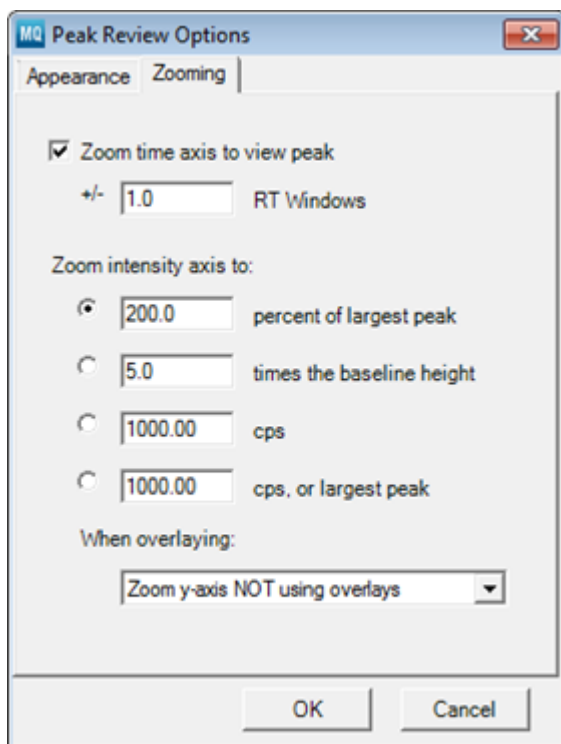 MQ Peak Review Options
Appearance Zooming
Zoom time axis to view peak
+/- 1.0 RT Windows
Zoom intensity axis to:
200.0 percent of largest peak
5.0 times the baseline height
1000.00 cps
1000.00 cps, or largest peak
When overlaying:
Zoom y-axis NOT using overlays
OK Cancel